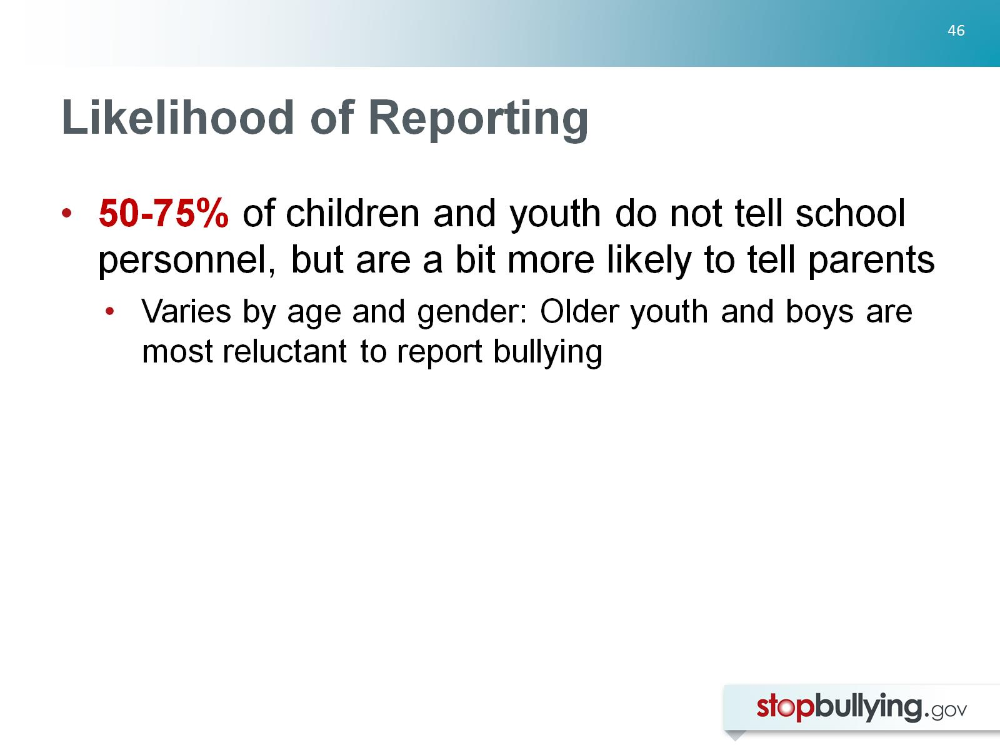 46
Likelihood of Reporting
• 50-75% of children and youth do not tell school
personnel, but are a bit more likely to tell parents
• Varies by age and gender: Older youth and boys are
most reluctant to report bullying
stopbullying.gov